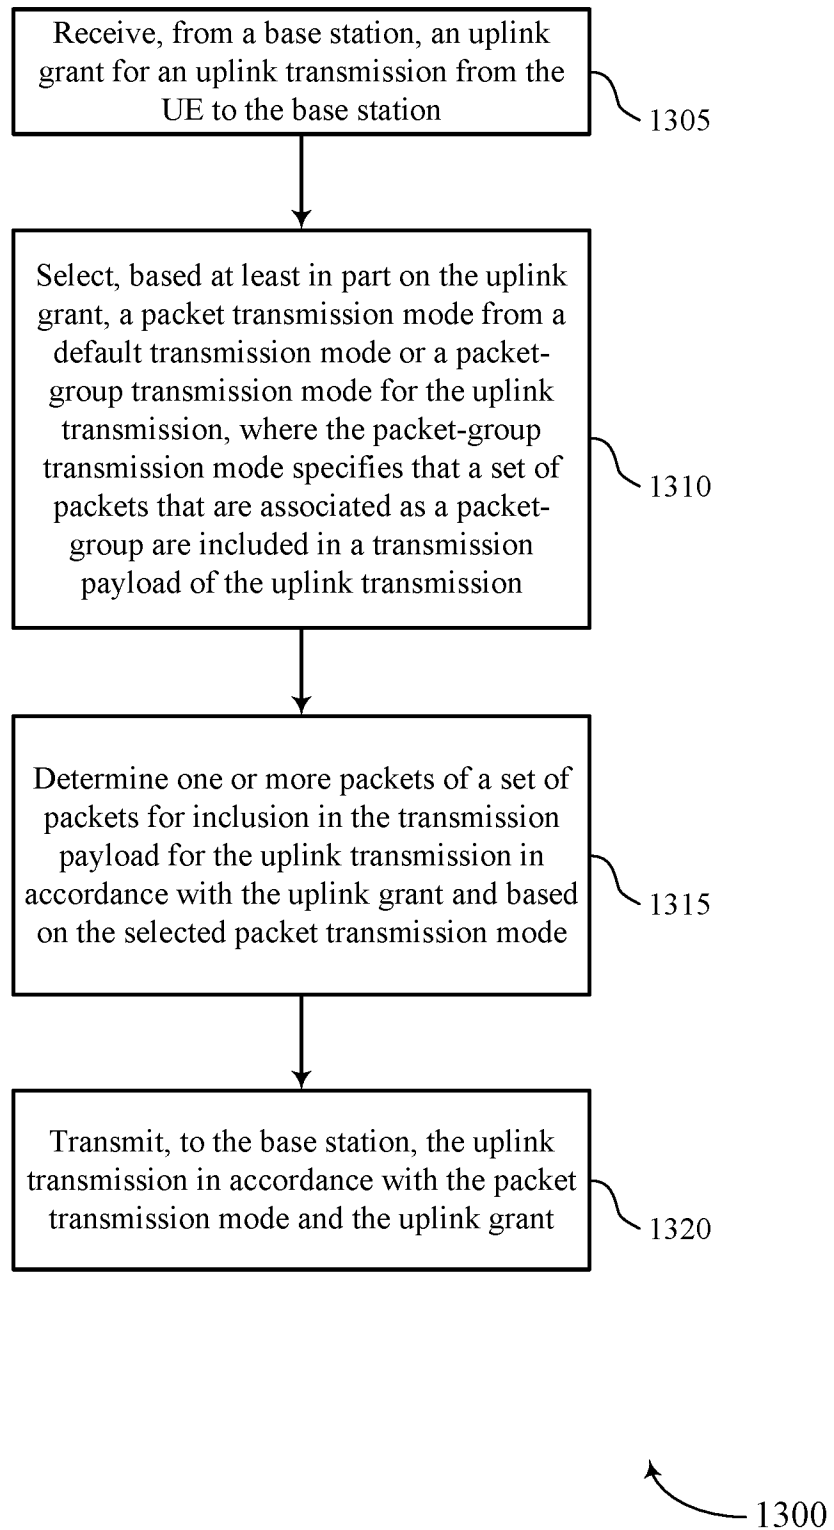 Receive, from a base station, an uplink
grant for an uplink transmission from the
UE to the base station
1305
Select, based at least in part on the uplink
grant, a packet transmission mode from a
default transmission mode or a packet-
group transmission mode for the uplink
transmission, where the packet-group
transmission mode specifies that a set of
packets that are associated as a packet-
group are included in a transmission
payload of the uplink transmission
1310
Determine one or more packets of a set of
packets for inclusion in the transmission
payload for the uplink transmission in
accordance with the uplink grant and based
on the selected packet transmission mode
1315
Transmit, to the base station, the uplink
transmission in accordance with the packet
transmission mode and the uplink grant
1320
1300